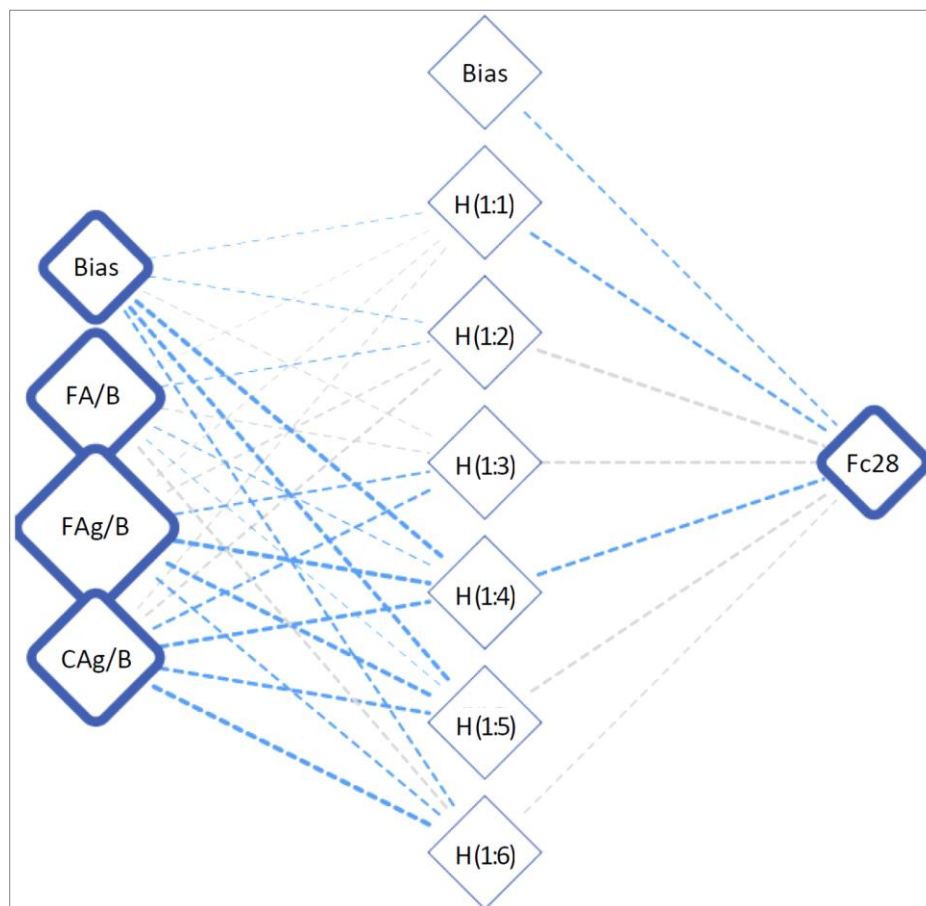 Bias
FA/B
FAg/B
CAg/B
Bias
H(1:1)
H(1:2)
H(1:3)
H(1:4)
H(1:5)
H(1:6)
Fc28